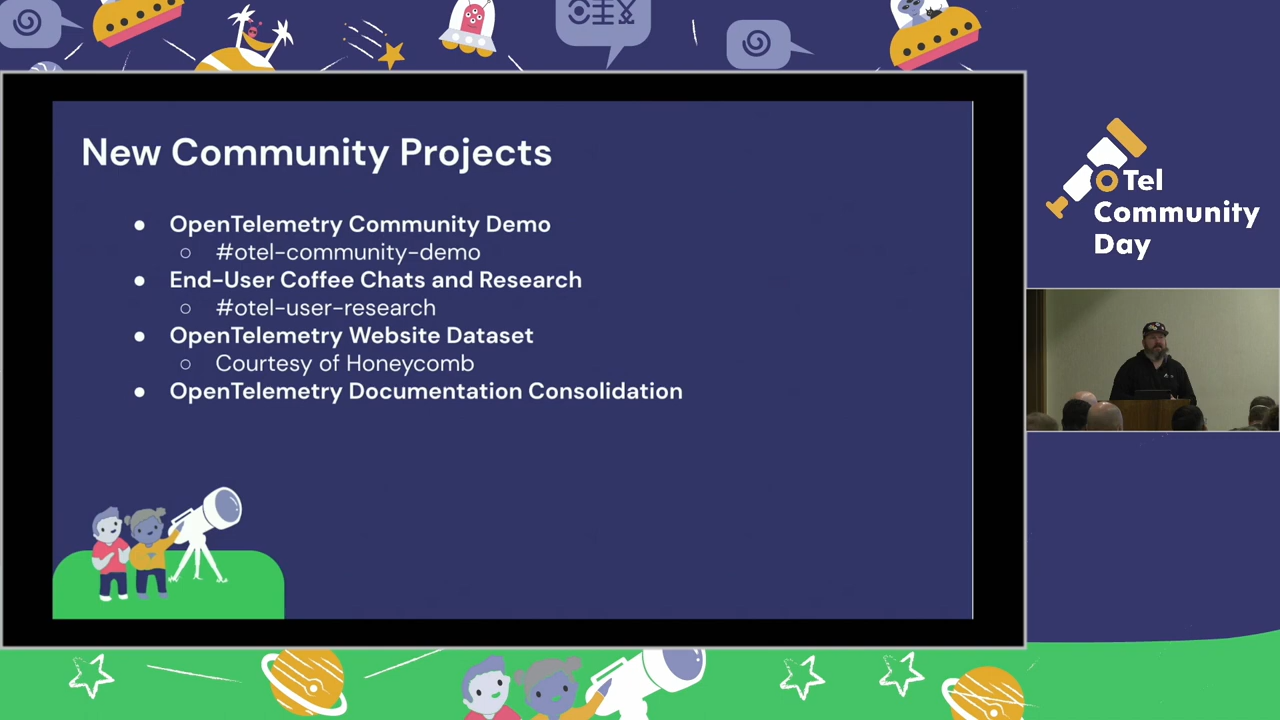 New Community Projects
● OpenTelemetry Community Demo
○ #otel-community-demo
● End-User Coffee Chats and Research
○ #otel-user-research
● OpenTelemetry Website Dataset
○ Courtesy of Honeycomb
● OpenTelemetry Documentation Consolidation
OTel
Community
Day